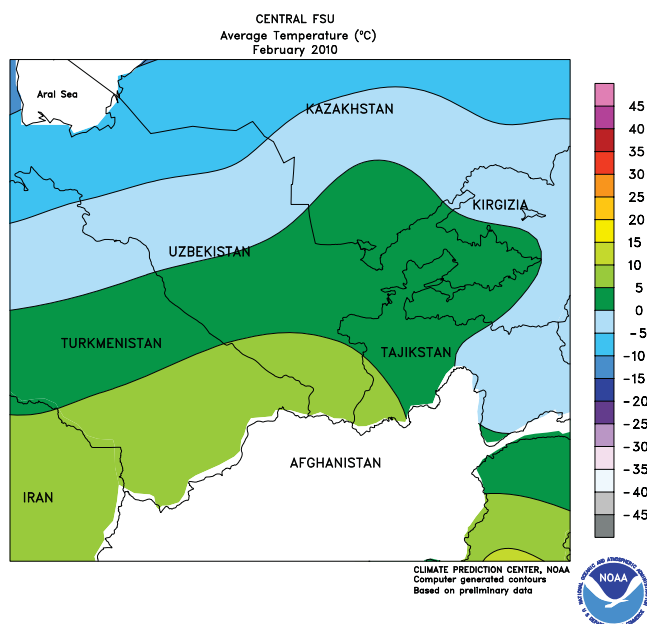 CENTRAL FSU
Average Temperature (°C)
February 2010
Aral Sea
KAZAKHSTAN
KIRGIZIA
UZBEKISTAN
TURKMENISTAN
TAJIKSTAN
AFGHANISTAN
IRAN
45
40
35
30
25
20
15
10
5
0
-5
-10
-15
-20
-25
-30
-35
-40
-45
CLIMATE PREDICTION CENTER, NOAA
Computer generated contours
Based on preliminary data
NOAA